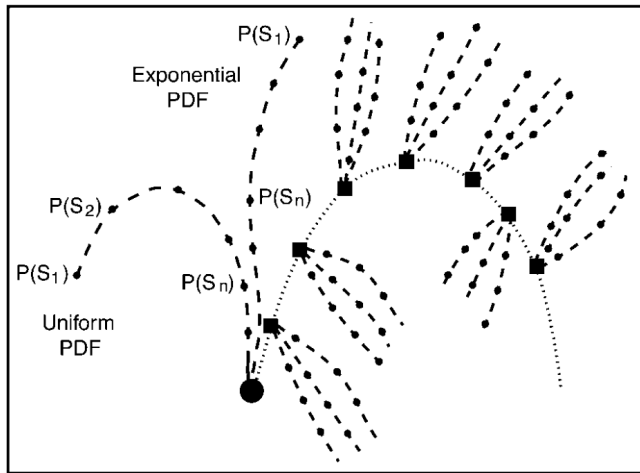 P(S1)
Exponential
PDF
P(S2)
P(Sn)
P(S1)
P(Sn)
Uniform
PDF